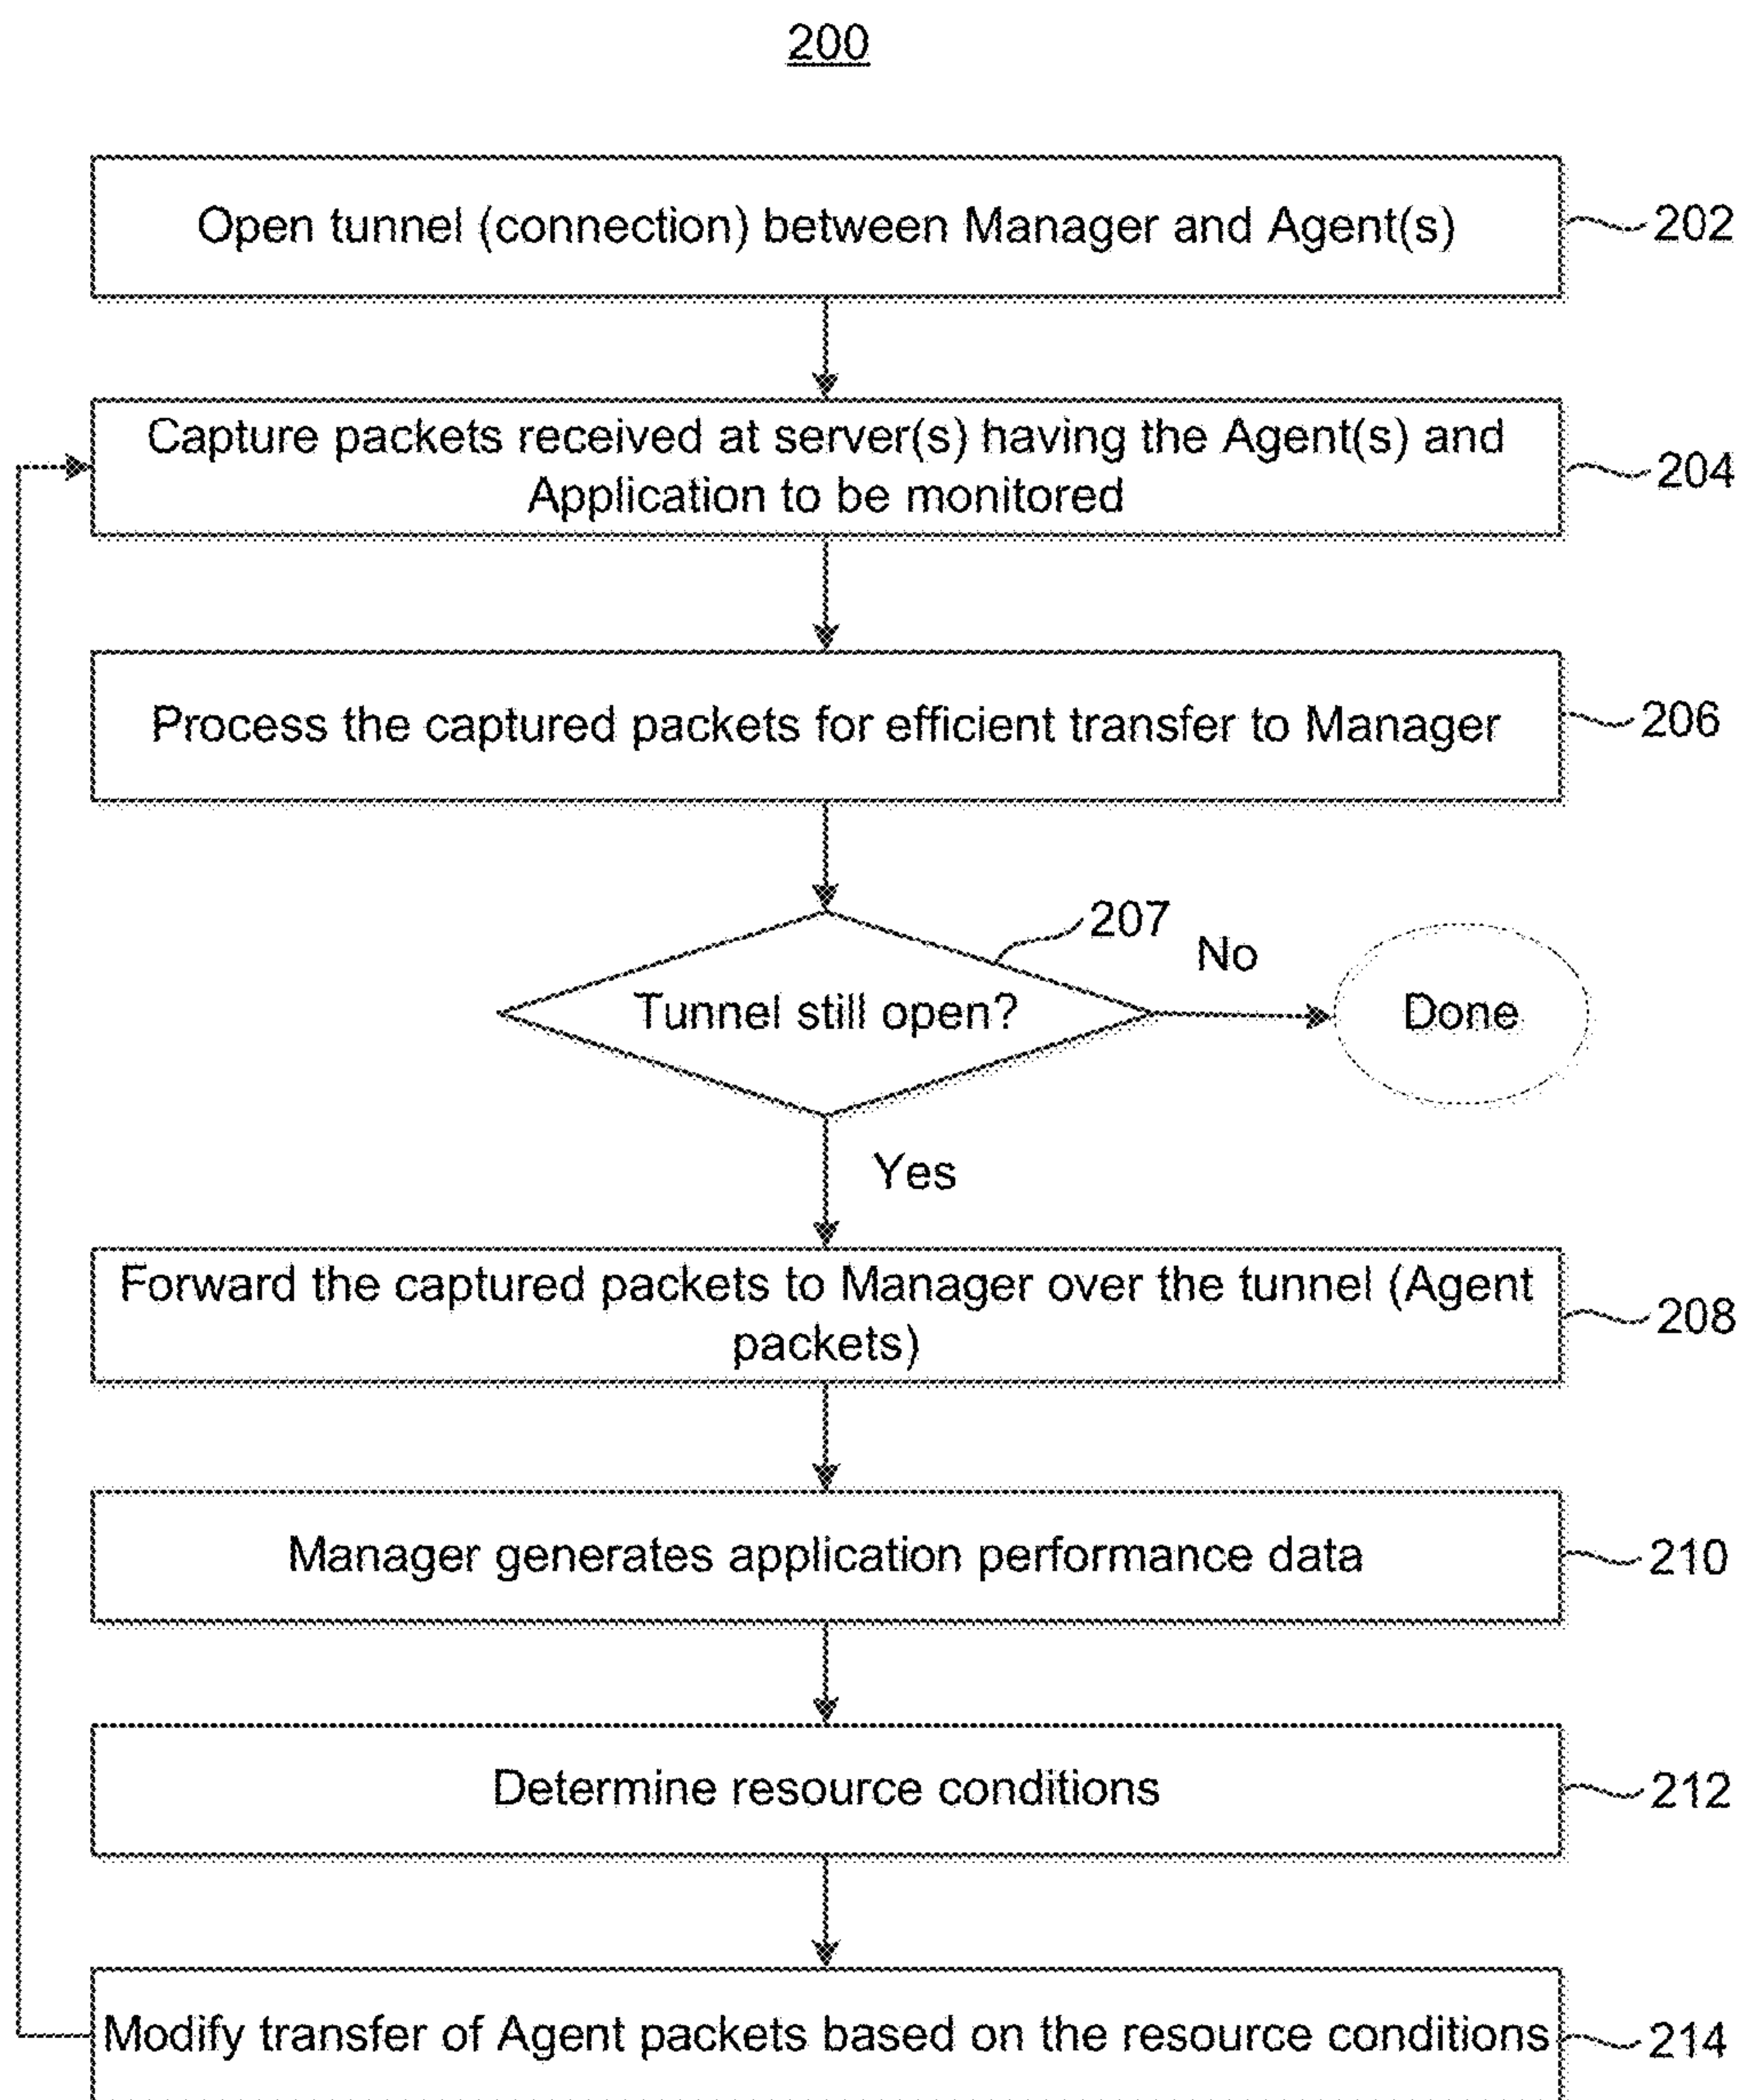 200
Open tunnel (connection) between Manager and Agent(s)
202
Capture packets received at server(s) having the Agent(s) and
Application to be monitored
204
Process the captured packets for efficient transfer to Manager
206
207
No
Tunnel still open?
Done
Yes
Forward the captured packets to Manager over the tunnel (Agent
packets)
208
Manager generates application performance data
210
Determine resource conditions
212
Modify transfer of Agent packets based on the resource conditions
214